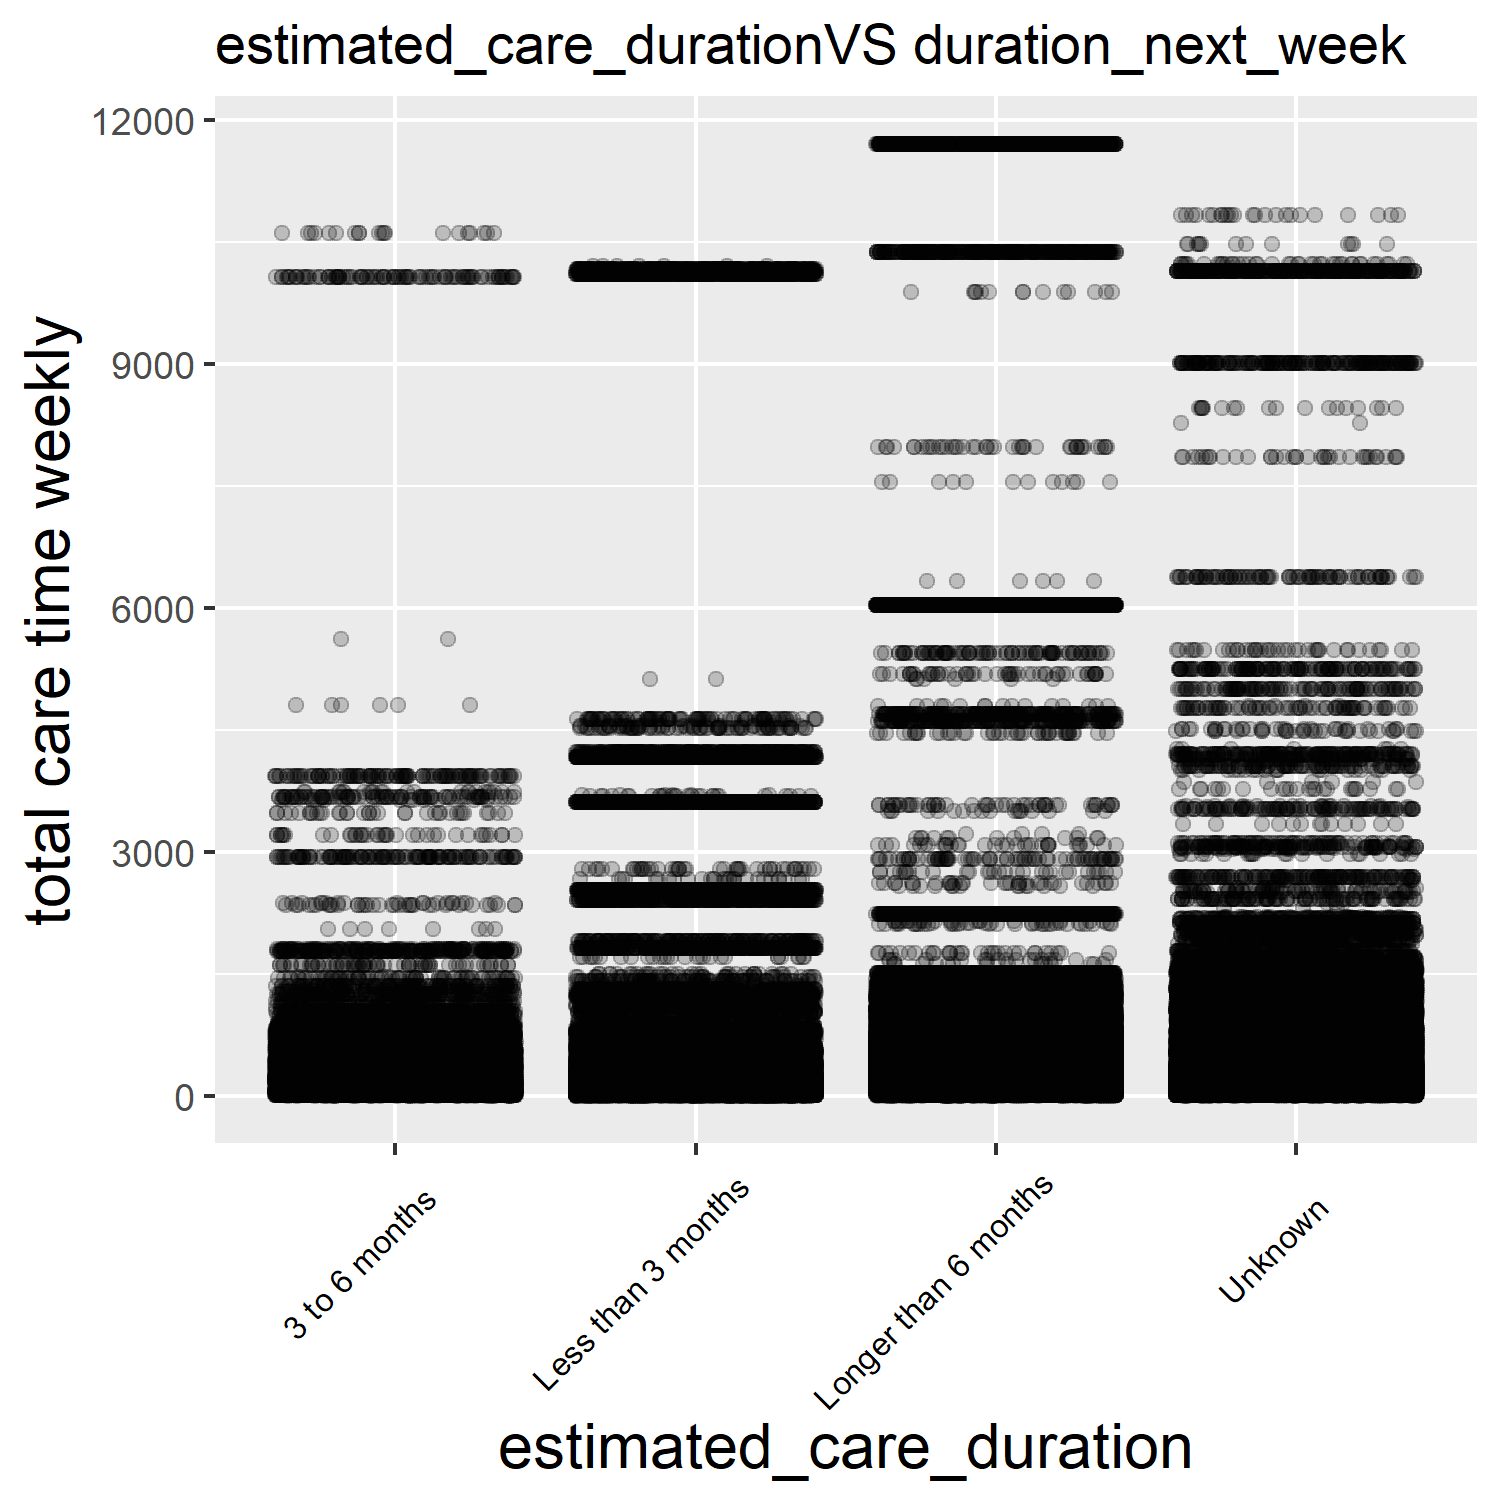 estimated_care_durationVS duration_next_week
total care time weekly
12000
9000
6000
3000
0
3 to 6 months
Less than 3 months
Longer than 6 months
Unknown
estimated_care_duration